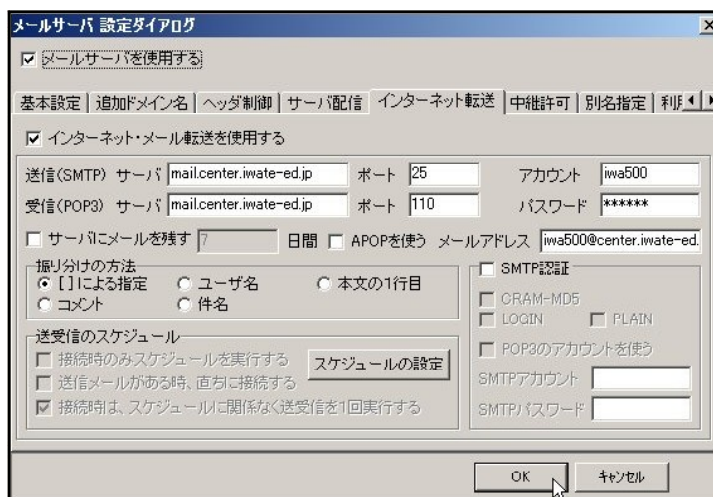 メールサーバ 設定ダイアログ
メールサーバを使用する
基本設定 追加ドメイン名 ヘッダ制御 サーバ配信 インターネット転送 中継許可 別名指定 利用
インターネット・メール転送を使用する
送信(SMTP) サーバ mail.center.iwate-ed.jp ポート 25 アカウント iwa500
受信(POP3) サーバ mail.center.iwate-ed.jp ポート 110 パスワード ******
サーバにメールを残す 7 日間 APOPを使う メールアドレス iwa500@center.iwate-ed.
振り分けの方法
[ ]による指定 ユーザ名 本文の1行目
コメント 件名
SMTP認証
CRAM-MD5
LOGIN PLAIN
POP3のアカウントを使う
SMTPアカウント
SMTPパスワード
送受信のスケジュール
接続時のみスケジュールを実行する
スケジュールの設定
送信メールがある時、直ちに接続する
接続時は、スケジュールに関係なく送受信を1回実行する
OK キャンセル